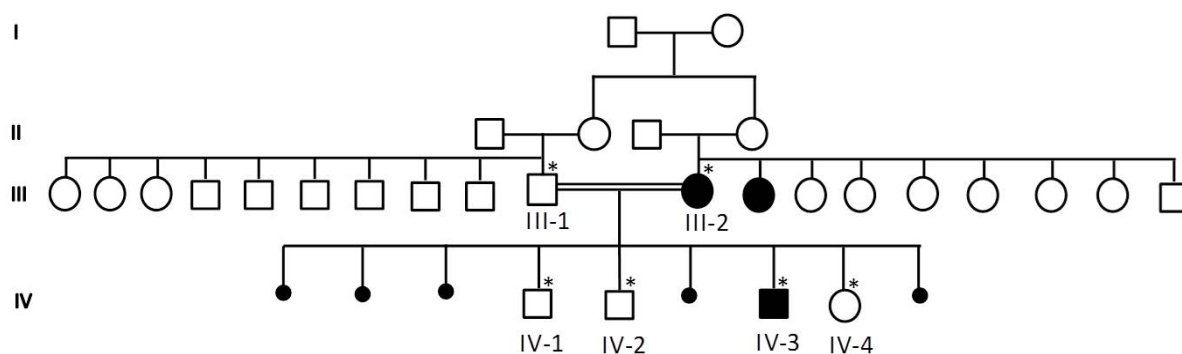 I
II
* *
III
III-1 III-2
* * * *
IV
IV-1 IV-2 IV-3 IV-4